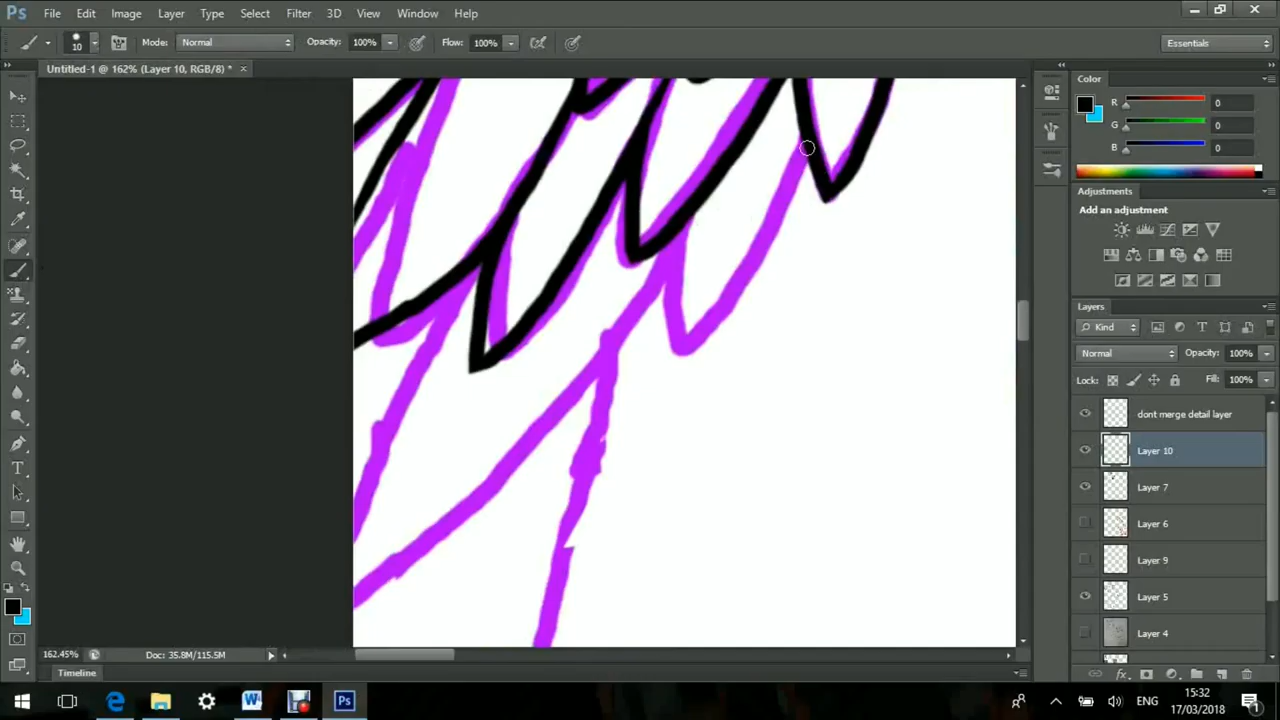 Ps File Edit Image Layer Type Select Filter 3D View Window Help
10 Mode: Normal Opacity: 100% Flow: 100% Essentials
Untitled-1 @ 162% (Layer 10, RGB/8) *
Color
R 0
G 0
B 0
Adjustments
Add an adjustment
Layers
Kind
Normal Opacity: 100%
Lock: Fill: 100%
dont merge detail layer
Layer 10
Layer 7
Layer 6
Layer 9
Layer 5
Layer 4
162.45% Doc: 35.8M/115.5M
Timeline
ENG
15:32
17/03/2018